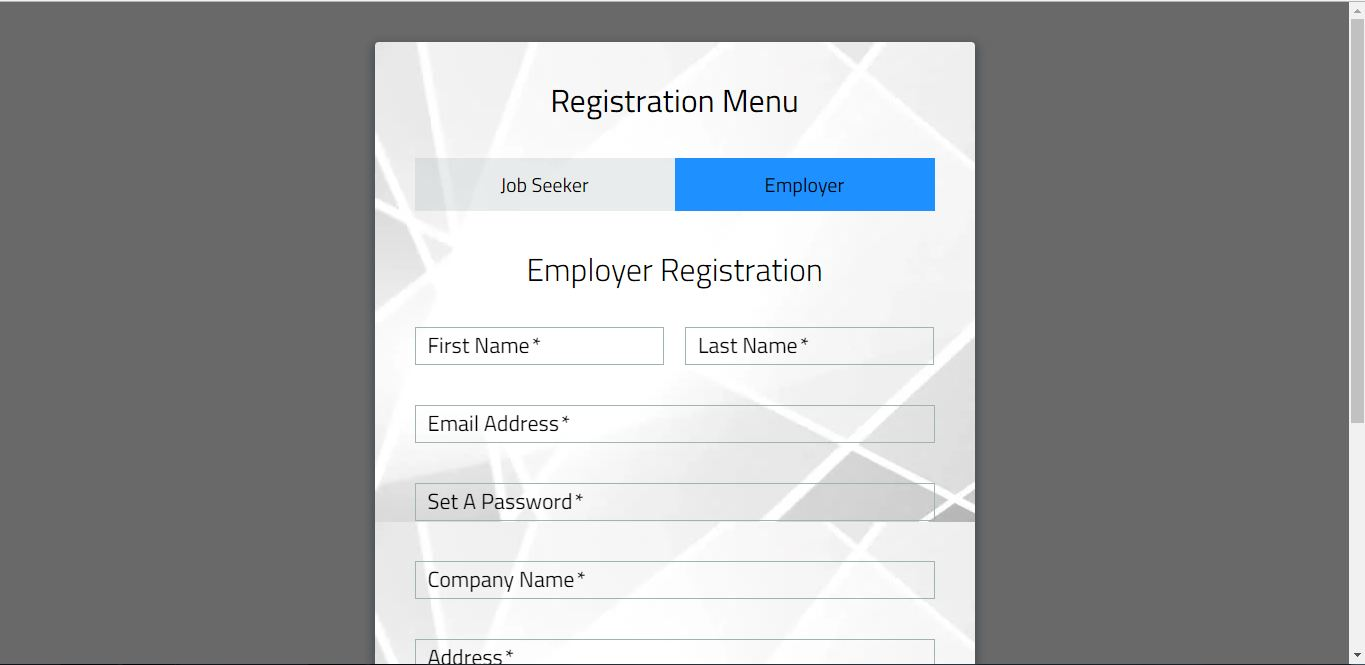 Registration Menu
Job Seeker Employer
Employer Registration
First Name* Last Name*
Email Address*
Set A Password*
Company Name*
Address*